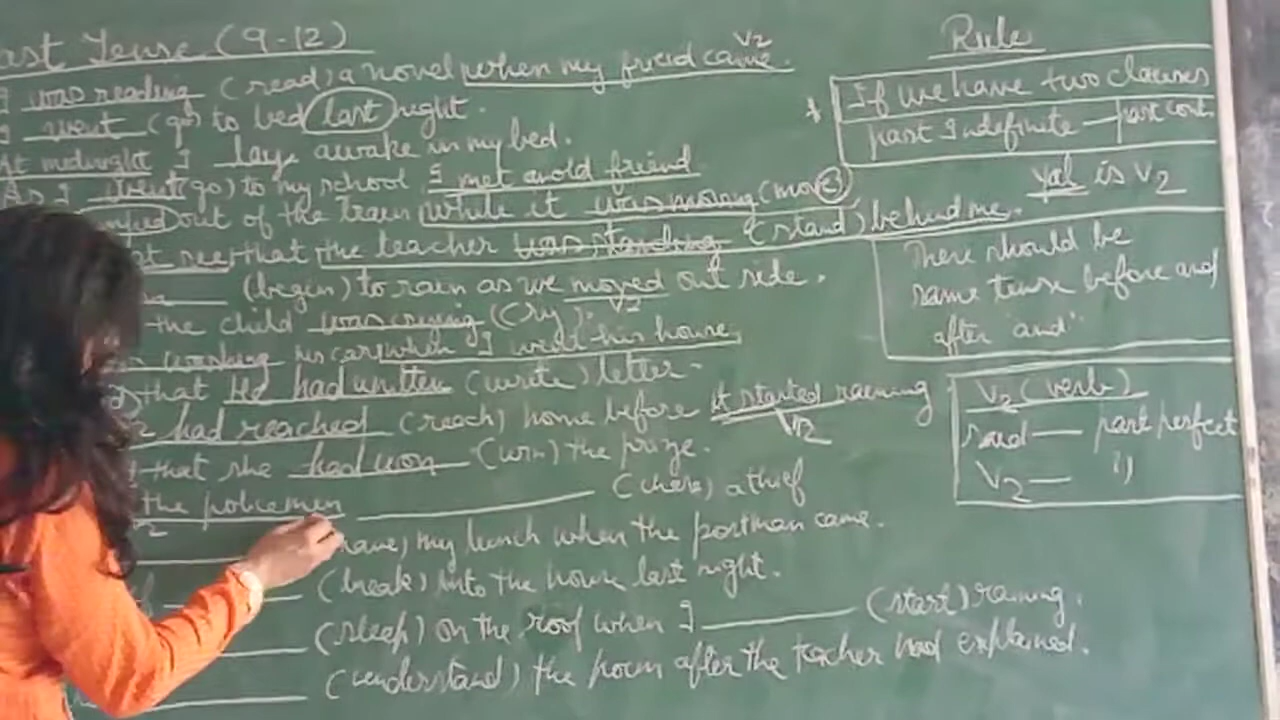 ast Tense (9-12)
I was reading (read) a novel when my friend came. V2
I went (go) to bed last night.
At midnight I lay awake in my bed.
As I went (go) to my school I met an old friend
out of the train while it was moving (move)
that the teacher was standing (stand) behind me.
(begin) to rain as we moved out side.
V2
the child was crying (cry).
washing his car when I went his house.
that He had written (write) letter.
had reached (reach) home before it started raining
V2
that she had won (win) the prize.
the policemen (chase) a thief
2
have) my lunch when the postman came.
(break) into the house last night.
(sleep) on the roof when I (start) raining.
(understand) the poem after the teacher had explained.
Rule
* If we have two clauses
past Indefinite — past cont.
is V2
There should be
same tense before and
after "and"
V2 (verb)
said — past perfect
V2 — "